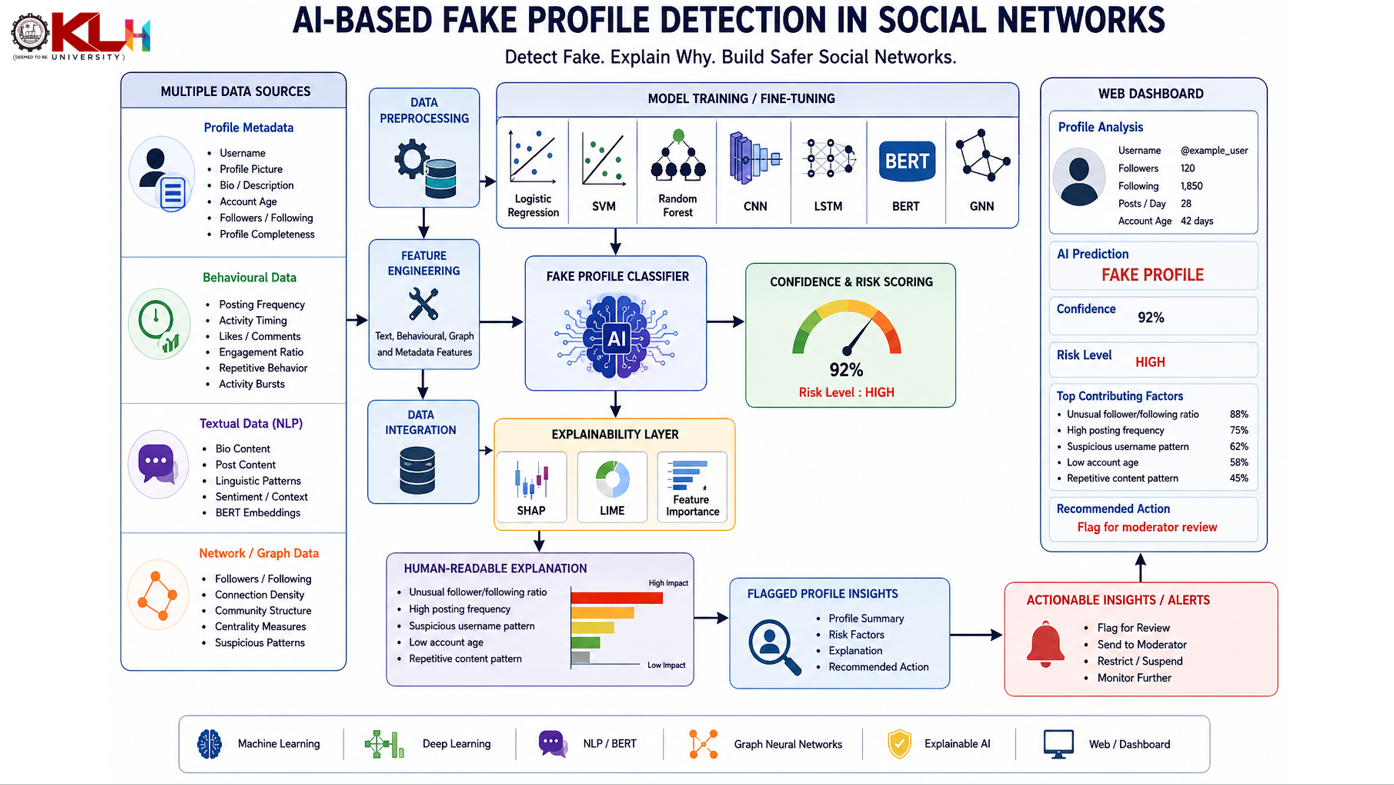 KLH
(DEEMED TO BE UNIVERSITY)
AI-BASED FAKE PROFILE DETECTION IN SOCIAL NETWORKS
Detect Fake. Explain Why. Build Safer Social Networks.
MULTIPLE DATA SOURCES
Profile Metadata
• Username
• Profile Picture
• Bio / Description
• Account Age
• Followers / Following
• Profile Completeness
Behavioural Data
• Posting Frequency
• Activity Timing
• Likes / Comments
• Engagement Ratio
• Repetitive Behavior
• Activity Bursts
Textual Data (NLP)
• Bio Content
• Post Content
• Linguistic Patterns
• Sentiment / Context
• BERT Embeddings
Network / Graph Data
• Followers / Following
• Connection Density
• Community Structure
• Centrality Measures
• Suspicious Patterns
DATA
PREPROCESSING
FEATURE
ENGINEERING
Text, Behavioural, Graph
and Metadata Features
DATA
INTEGRATION
MODEL TRAINING / FINE-TUNING
Logistic
Regression
SVM
Random
Forest
CNN
LSTM
BERT
BERT
GNN
FAKE PROFILE CLASSIFIER
AI
CONFIDENCE & RISK SCORING
92%
Risk Level : HIGH
EXPLAINABILITY LAYER
SHAP
LIME
Feature
Importance
HUMAN-READABLE EXPLANATION
• Unusual follower/following ratio
• High posting frequency
• Suspicious username pattern
• Low account age
• Repetitive content pattern
High Impact
Low Impact
FLAGGED PROFILE INSIGHTS
• Profile Summary
• Risk Factors
• Explanation
• Recommended Action
WEB DASHBOARD
Profile Analysis
Username @example_user
Followers 120
Following 1,850
Posts / Day 28
Account Age 42 days
AI Prediction
FAKE PROFILE
Confidence
92%
Risk Level
HIGH
Top Contributing Factors
• Unusual follower/following ratio 88%
• High posting frequency 75%
• Suspicious username pattern 62%
• Low account age 58%
• Repetitive content pattern 45%
Recommended Action
Flag for moderator review
ACTIONABLE INSIGHTS / ALERTS
• Flag for Review
• Send to Moderator
• Restrict / Suspend
• Monitor Further
Machine Learning
Deep Learning
NLP / BERT
Graph Neural Networks
Explainable AI
Web / Dashboard